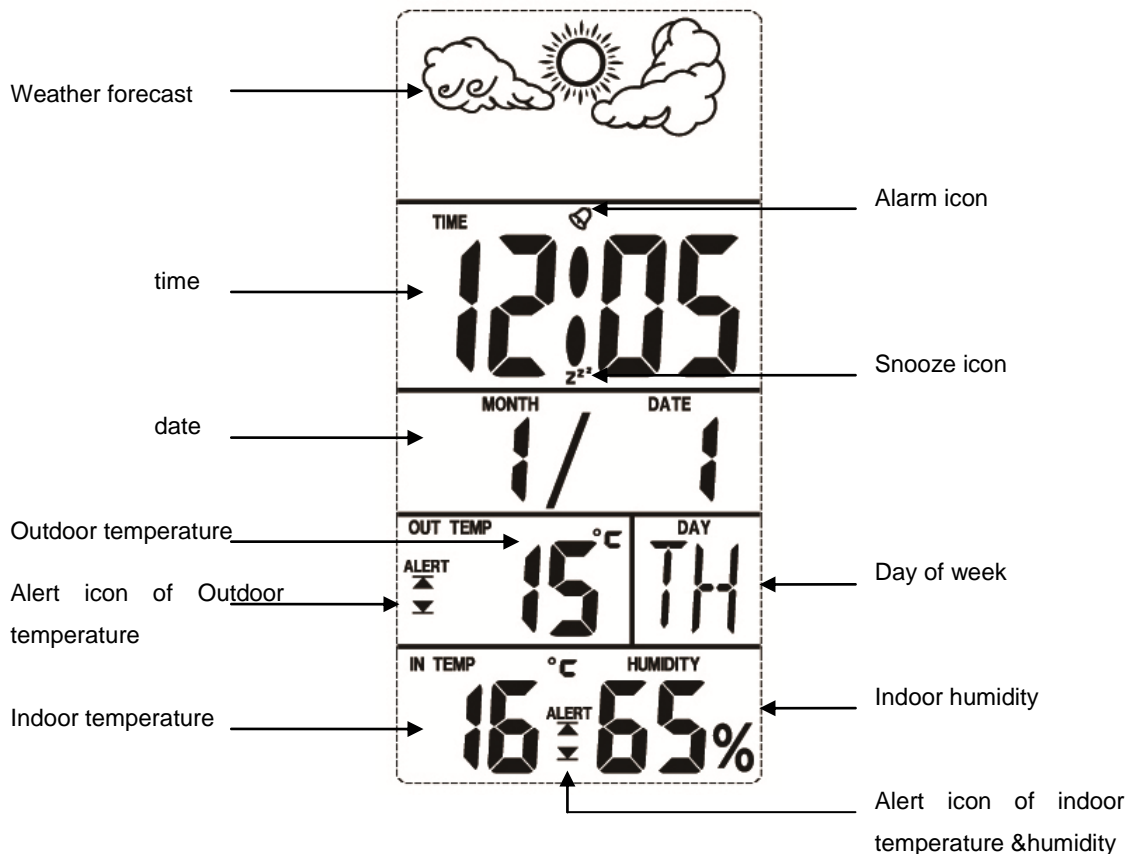 Weather forecast
Alarm icon
TIME
time
12:05
Snooze icon
zzz
MONTH DATE
date
1/ 1
Outdoor temperature
OUT TEMP °C DAY
ALERT
15 TH
Day of week
Alert icon of Outdoor
temperature
IN TEMP °C HUMIDITY
Indoor humidity
Indoor temperature
16 ALERT 65%
Alert icon of indoor
temperature &humidity